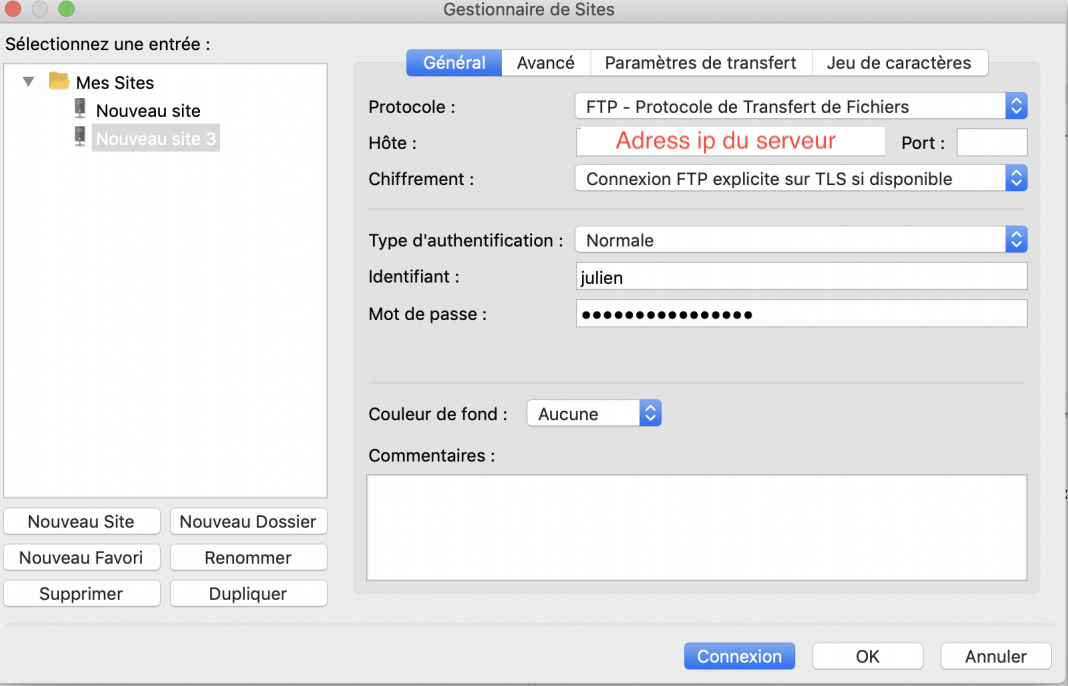 Gestionnaire de Sites
Sélectionnez une entrée :
Mes Sites
Nouveau site
Nouveau site 3
Général Avancé Paramètres de transfert Jeu de caractères
Protocole : FTP - Protocole de Transfert de Fichiers
Hôte : Adress ip du serveur Port :
Chiffrement : Connexion FTP explicite sur TLS si disponible
Type d'authentification : Normale
Identifiant : julien
Mot de passe : ●●●●●●●●●●●●●●●●
Couleur de fond : Aucune
Commentaires :
Nouveau Site Nouveau Dossier
Nouveau Favori Renommer
Supprimer Dupliquer
Connexion OK Annuler